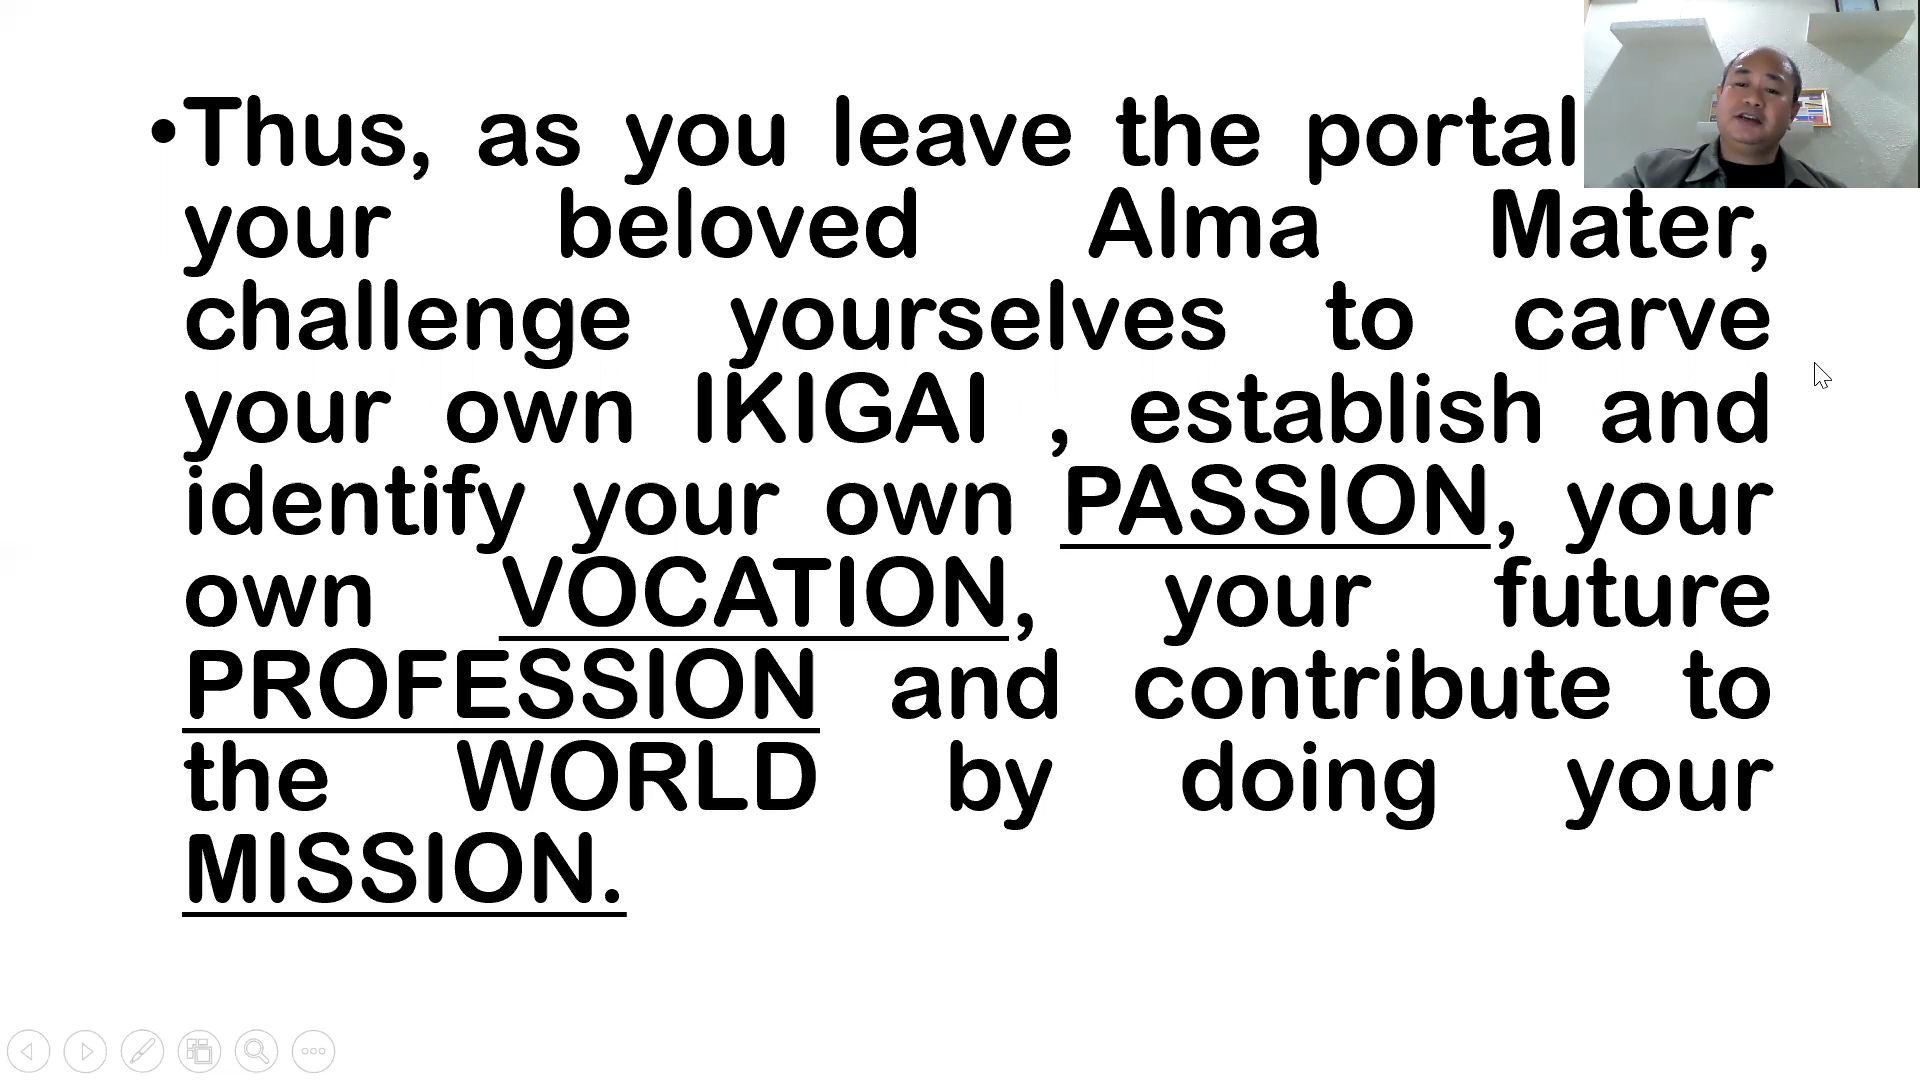 •Thus, as you leave the portal
your beloved Alma Mater,
challenge yourselves to carve
your own IKIGAI , establish and
identify your own PASSION, your
own VOCATION, your future
PROFESSION and contribute to
the WORLD by doing your
MISSION.